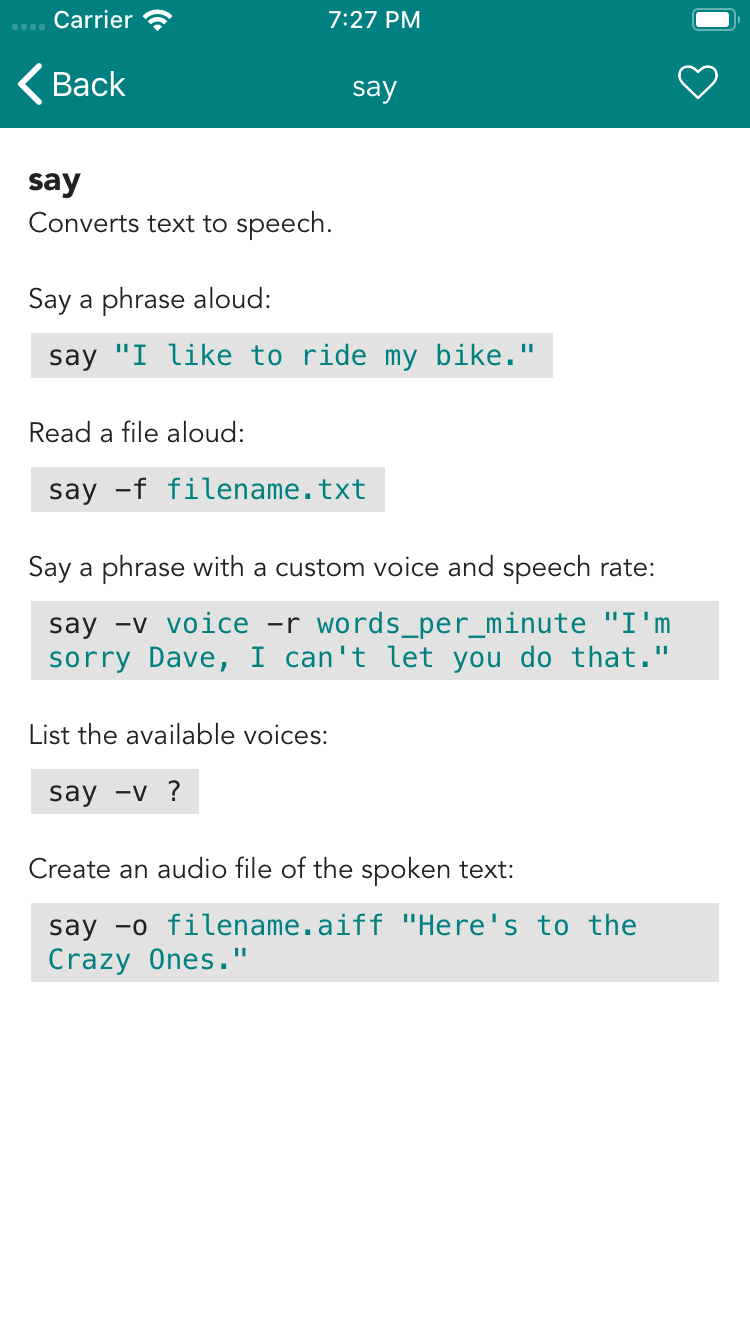 Carrier 7:27 PM
Back say
say
Converts text to speech.
Say a phrase aloud:
say "I like to ride my bike."
Read a file aloud:
say -f filename.txt
Say a phrase with a custom voice and speech rate:
say -v voice -r words_per_minute "I'm
sorry Dave, I can't let you do that."
List the available voices:
say -v ?
Create an audio file of the spoken text:
say -o filename.aiff "Here's to the
Crazy Ones."